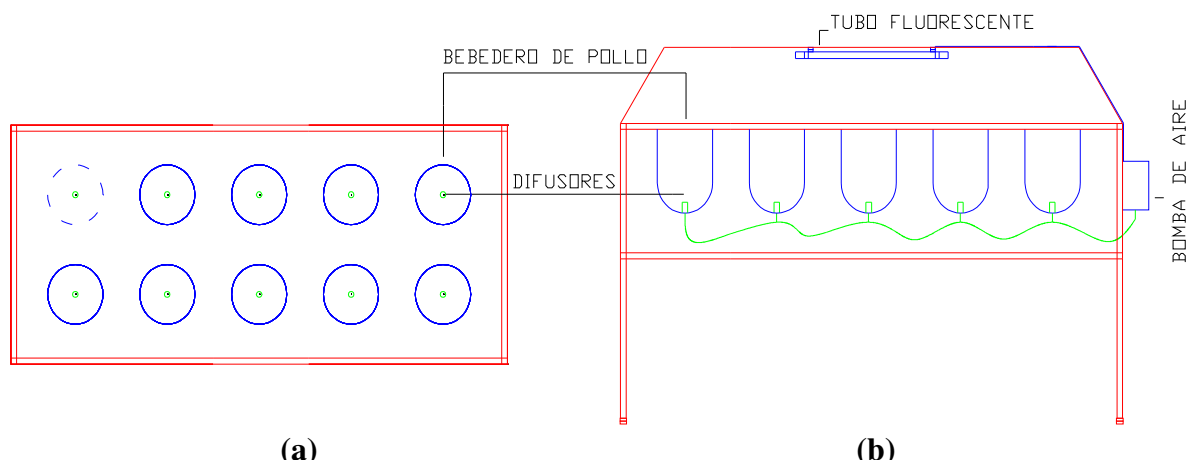 TUBO FLUORESCENTE
BEBEDERO DE POLLO
DIFUSORES
BOMBA DE AIRE
(a)
(b)